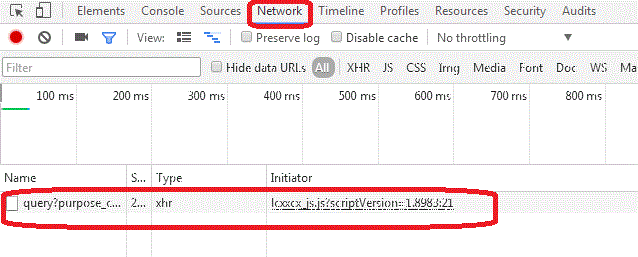 Elements Console Sources Network Timeline Profiles Resources Security Audits
View: Preserve log Disable cache No throttling
Filter Hide data URLs All XHR JS CSS Img Media Font Doc WS Ma
100 ms 200 ms 300 ms 400 ms 500 ms 600 ms 700 ms 800 ms
Name S... Type Initiator
query?purpose_c... 2... xhr lcxxcx_js.js?scriptVersion=1.8983:21